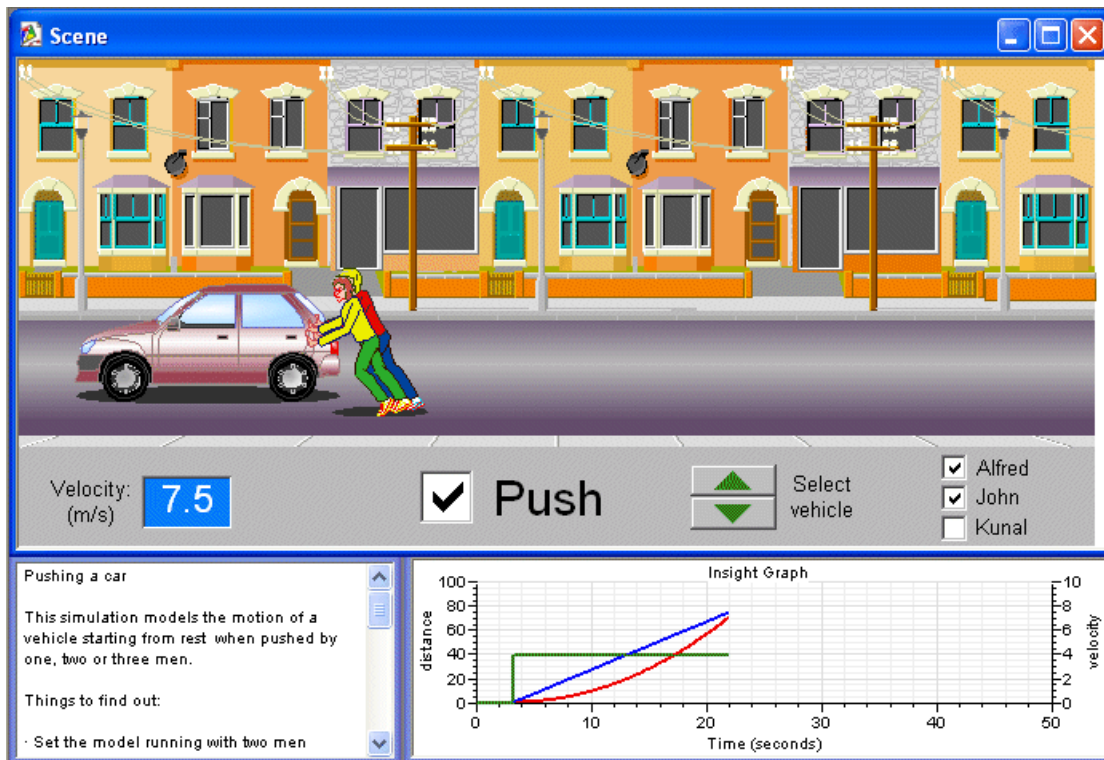 Scene
Velocity:
(m/s)
7.5
Push
Select
vehicle
Alfred
John
Kunal
Pushing a car
This simulation models the motion of a
vehicle starting from rest when pushed by
one, two or three men.
Things to find out:
· Set the model running with two men
Insight Graph
distance
100
80
60
40
20
0
velocity
10
8
6
4
2
0
0 10 20 30 40 50
Time (seconds)